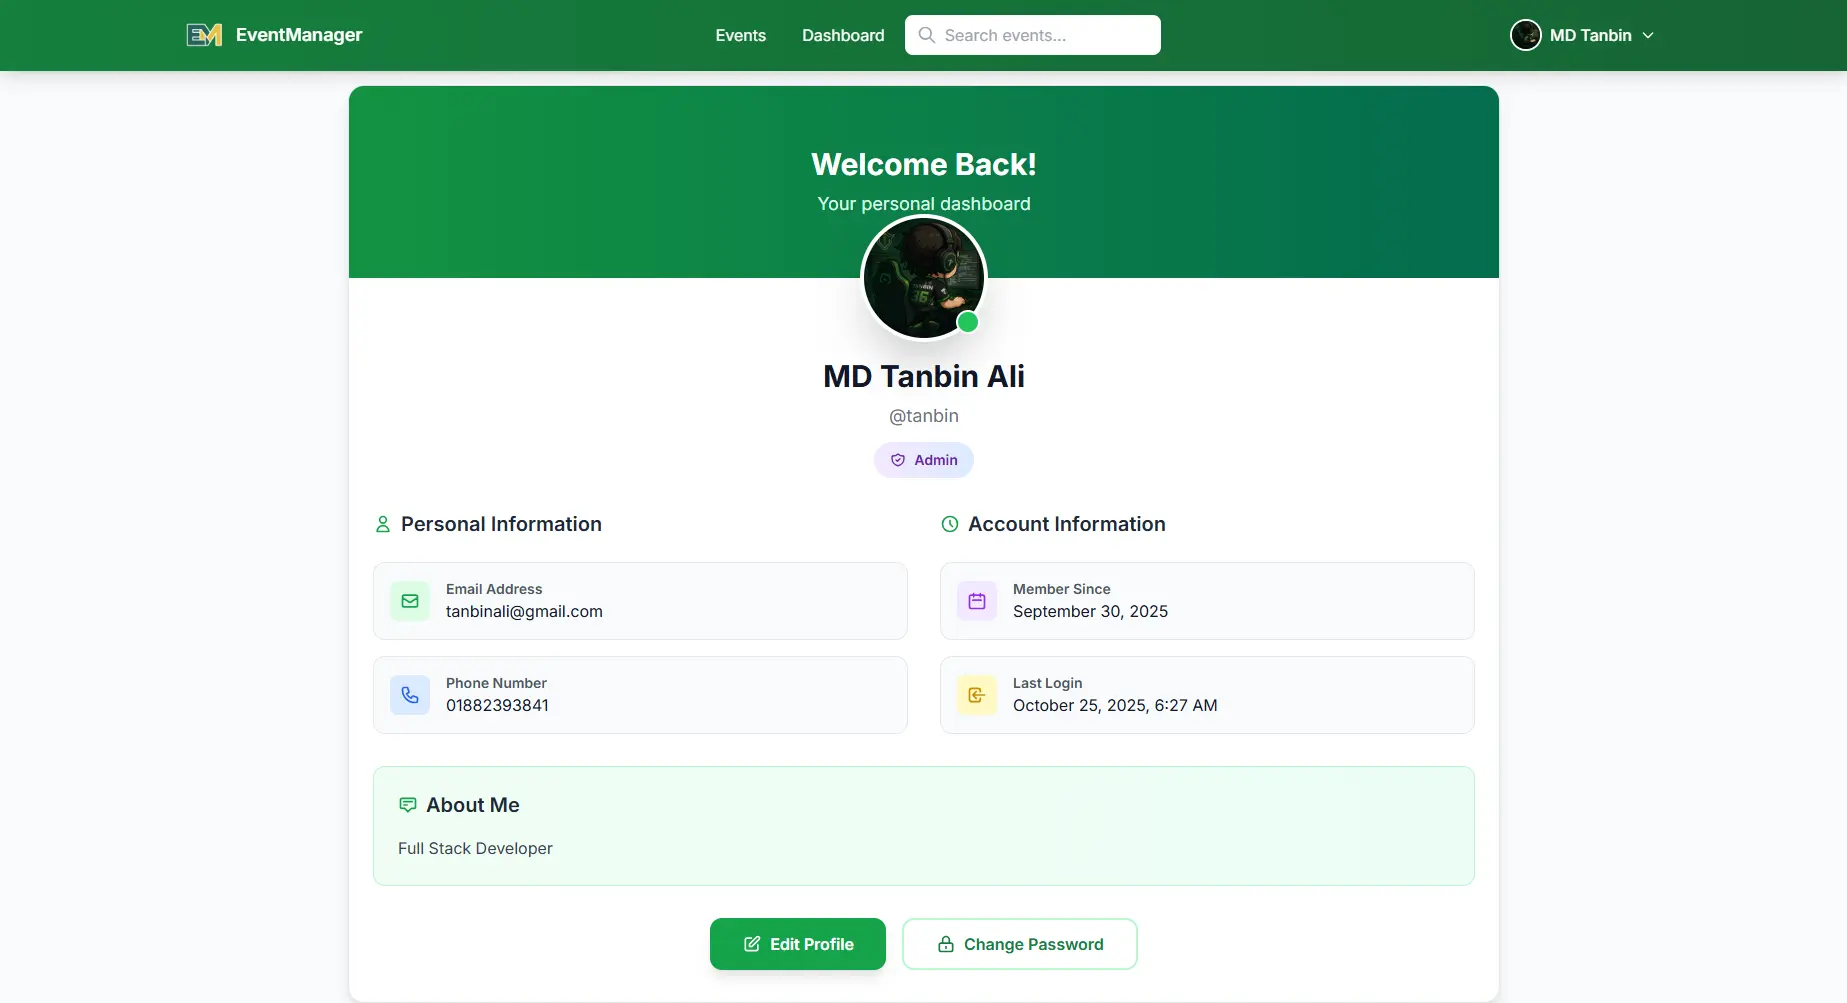 EM EventManager
Events
Dashboard
Search events...
MD Tanbin
Welcome Back!
Your personal dashboard
TANBIN
36
MD Tanbin Ali
@tanbin
Admin
Personal Information
Email Address
tanbinali@gmail.com
Phone Number
01882393841
Account Information
Member Since
September 30, 2025
Last Login
October 25, 2025, 6:27 AM
About Me
Full Stack Developer
Edit Profile
Change Password